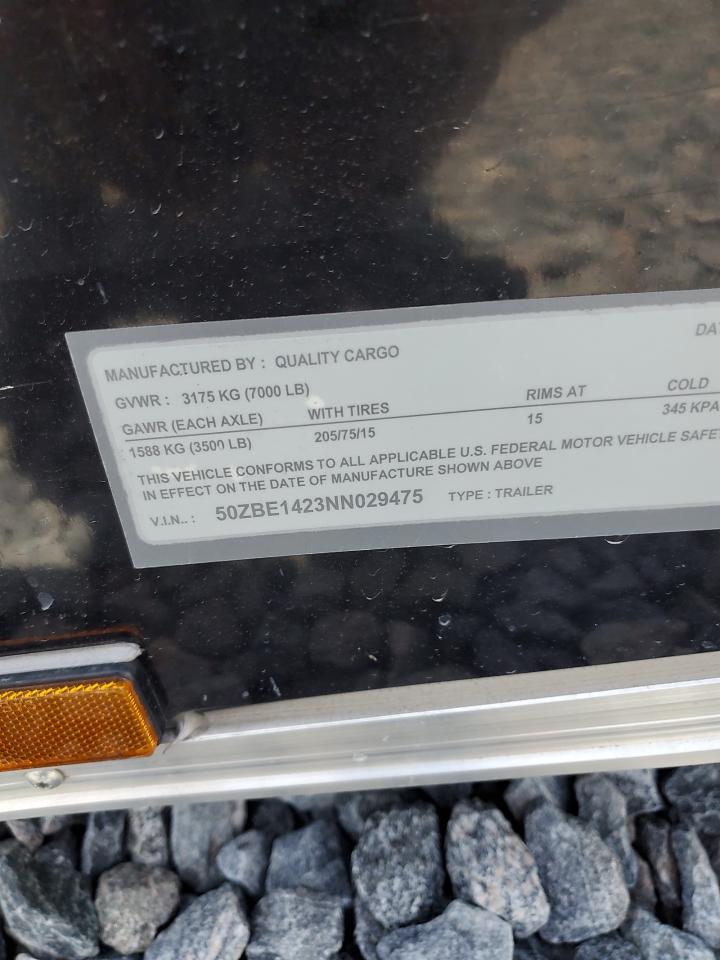 DAT
MANUFACTURED BY : QUALITY CARGO
GVWR : 3175 KG (7000 LB)
GAWR (EACH AXLE) WITH TIRES RIMS AT COLD
1588 KG (3500 LB) 205/75/15 15 345 KPA
THIS VEHICLE CONFORMS TO ALL APPLICABLE U.S. FEDERAL MOTOR VEHICLE SAFET
IN EFFECT ON THE DATE OF MANUFACTURE SHOWN ABOVE
V.I.N.. : 50ZBE1423NN029475 TYPE : TRAILER